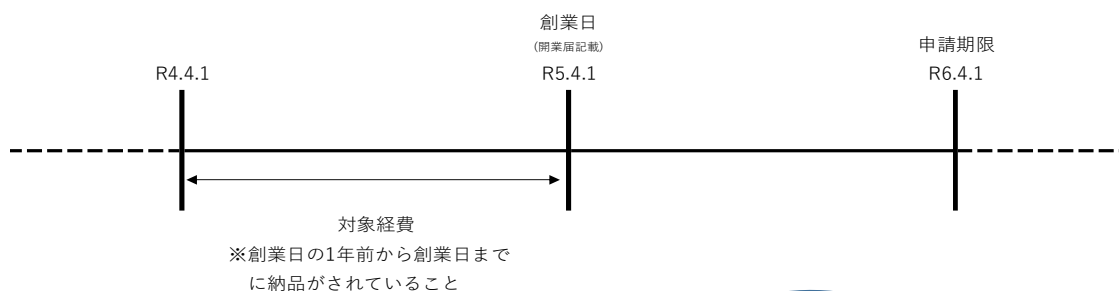 創業日
(開業届記載)
申請期限
R4.4.1
R5.4.1
R6.4.1
対象経費
※創業日の1年前から創業日まで
に納品がされていること